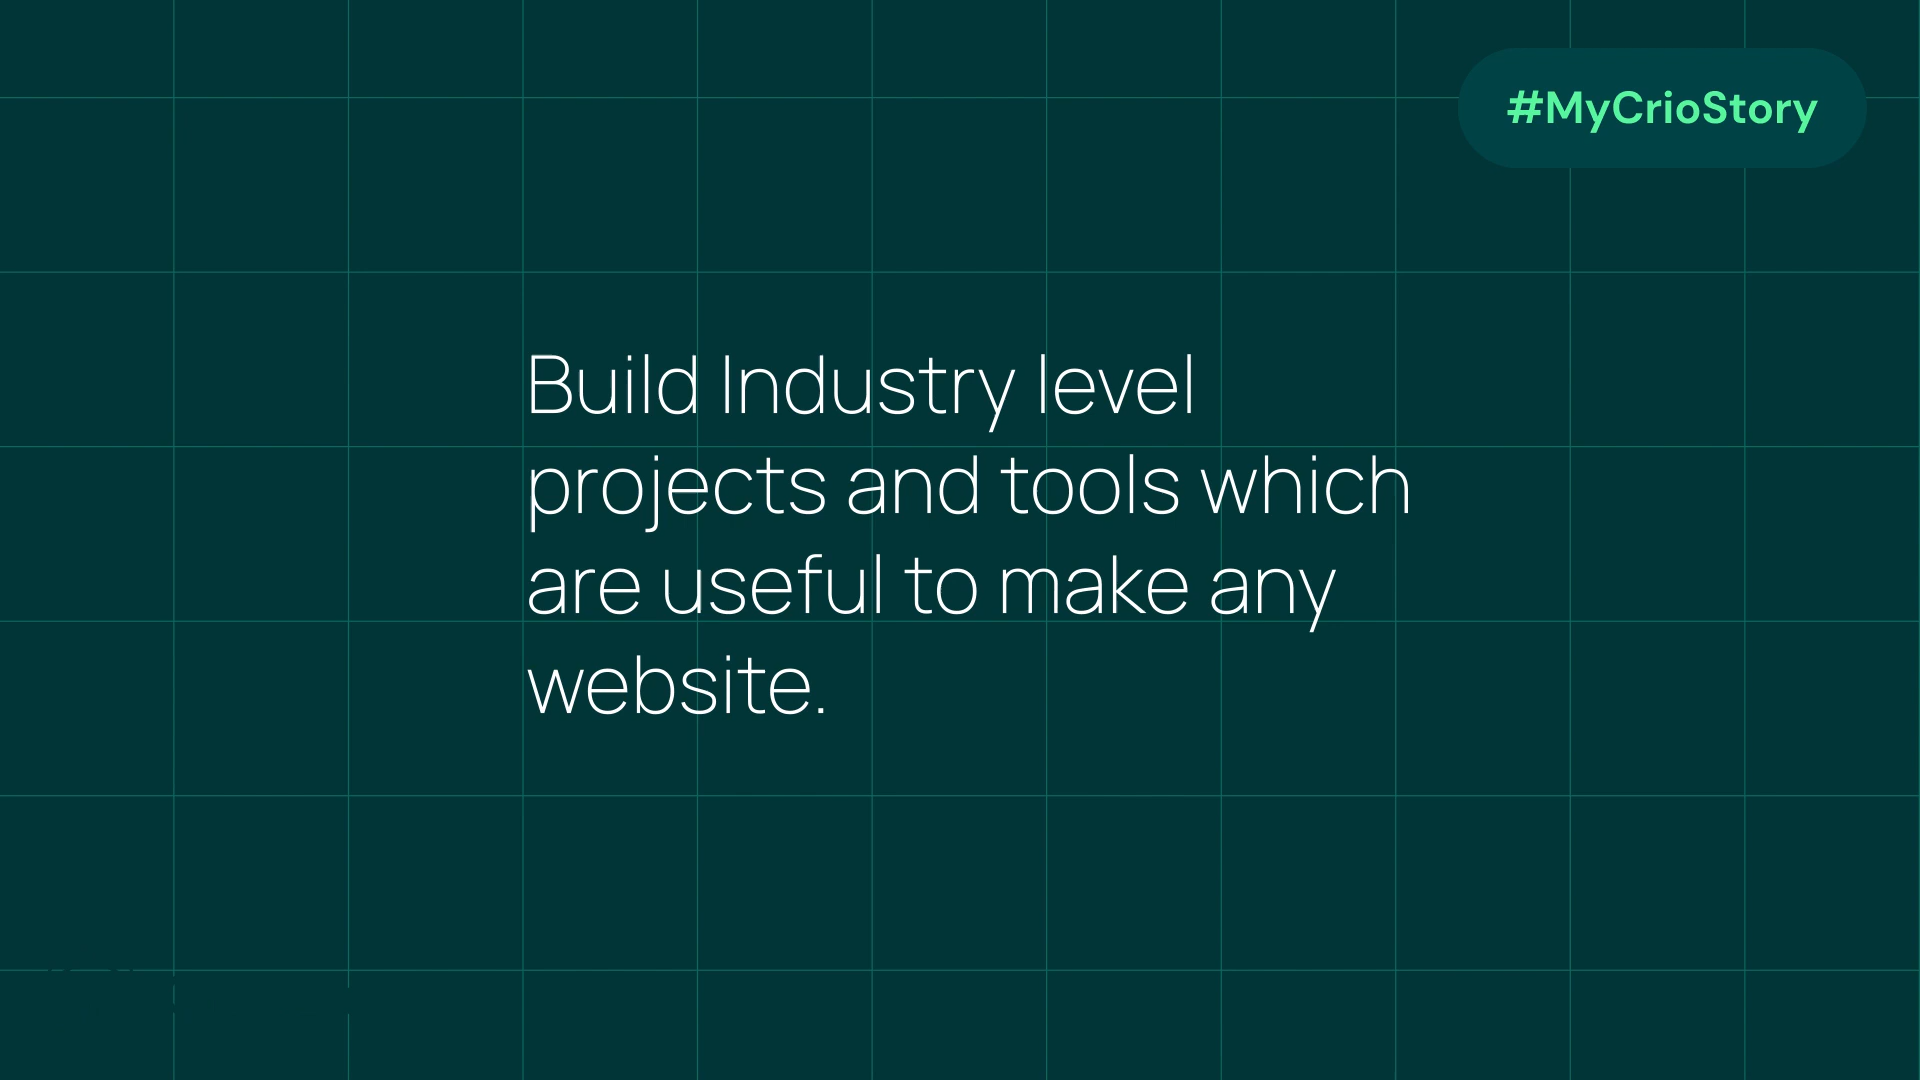 #MyCrioStory
Build Industry level
projects and tools which
are useful to make any
website.